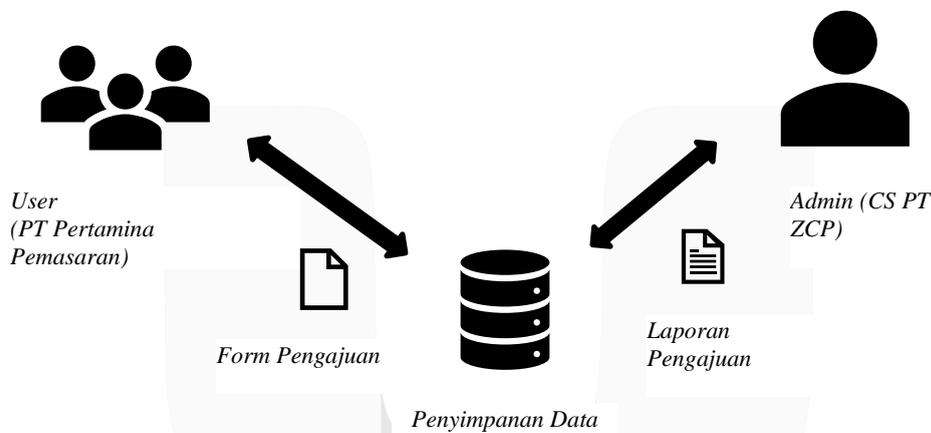 User
(PT Pertamina
Pemasaran)
Admin (CS PT
ZCP)
Form Pengajuan
Laporan
Pengajuan
Penyimpanan Data